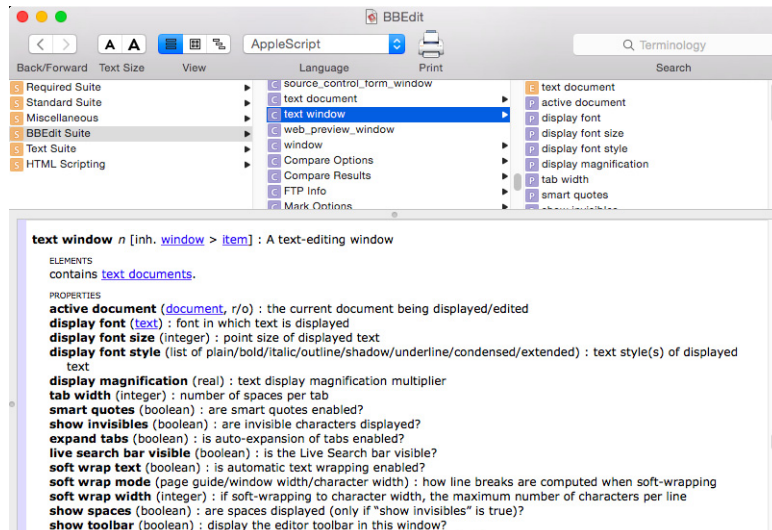 BBEdit
A A
AppleScript
Terminology
Back/Forward Text Size View Language Print Search
S Required Suite
S Standard Suite
S Miscellaneous
S BBEdit Suite
S Text Suite
S HTML Scripting
C source_control_form_window
C text document
C text window
C web_preview_window
C window
C Compare Options
C Compare Results
C FTP Info
C Mark Options
E text document
P active document
P display font
P display font size
P display font style
P display magnification
P tab width
P smart quotes
P show invisibles
text window n [inh. window > item] : A text-editing window
ELEMENTS
contains text documents.
PROPERTIES
active document (document, r/o) : the current document being displayed/edited
display font (text) : font in which text is displayed
display font size (integer) : point size of displayed text
display font style (list of plain/bold/italic/outline/shadow/underline/condensed/extended) : text style(s) of displayed
text
display magnification (real) : text display magnification multiplier
tab width (integer) : number of spaces per tab
smart quotes (boolean) : are smart quotes enabled?
show invisibles (boolean) : are invisible characters displayed?
expand tabs (boolean) : is auto-expansion of tabs enabled?
live search bar visible (boolean) : is the Live Search bar visible?
soft wrap text (boolean) : is automatic text wrapping enabled?
soft wrap mode (page guide/window width/character width) : how line breaks are computed when soft-wrapping
soft wrap width (integer) : if soft-wrapping to character width, the maximum number of characters per line
show spaces (boolean) : are spaces displayed (only if "show invisibles" is true)?
show toolbar (boolean) : display the editor toolbar in this window?